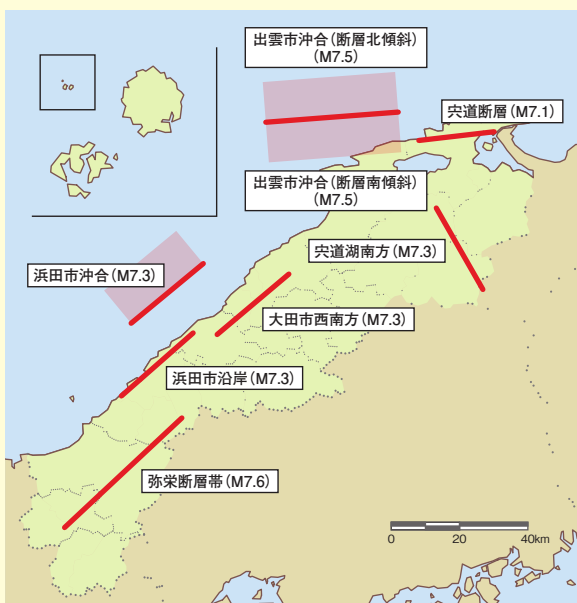 出雲市沖合（断層北傾斜）
（M7.5）
宍道断層（M7.1）
出雲市沖合（断層南傾斜）
（M7.5）
宍道湖南方（M7.3）
浜田市沖合（M7.3）
大田市西南方（M7.3）
浜田市沿岸（M7.3）
弥栄断層帯（M7.6）
0 20 40km